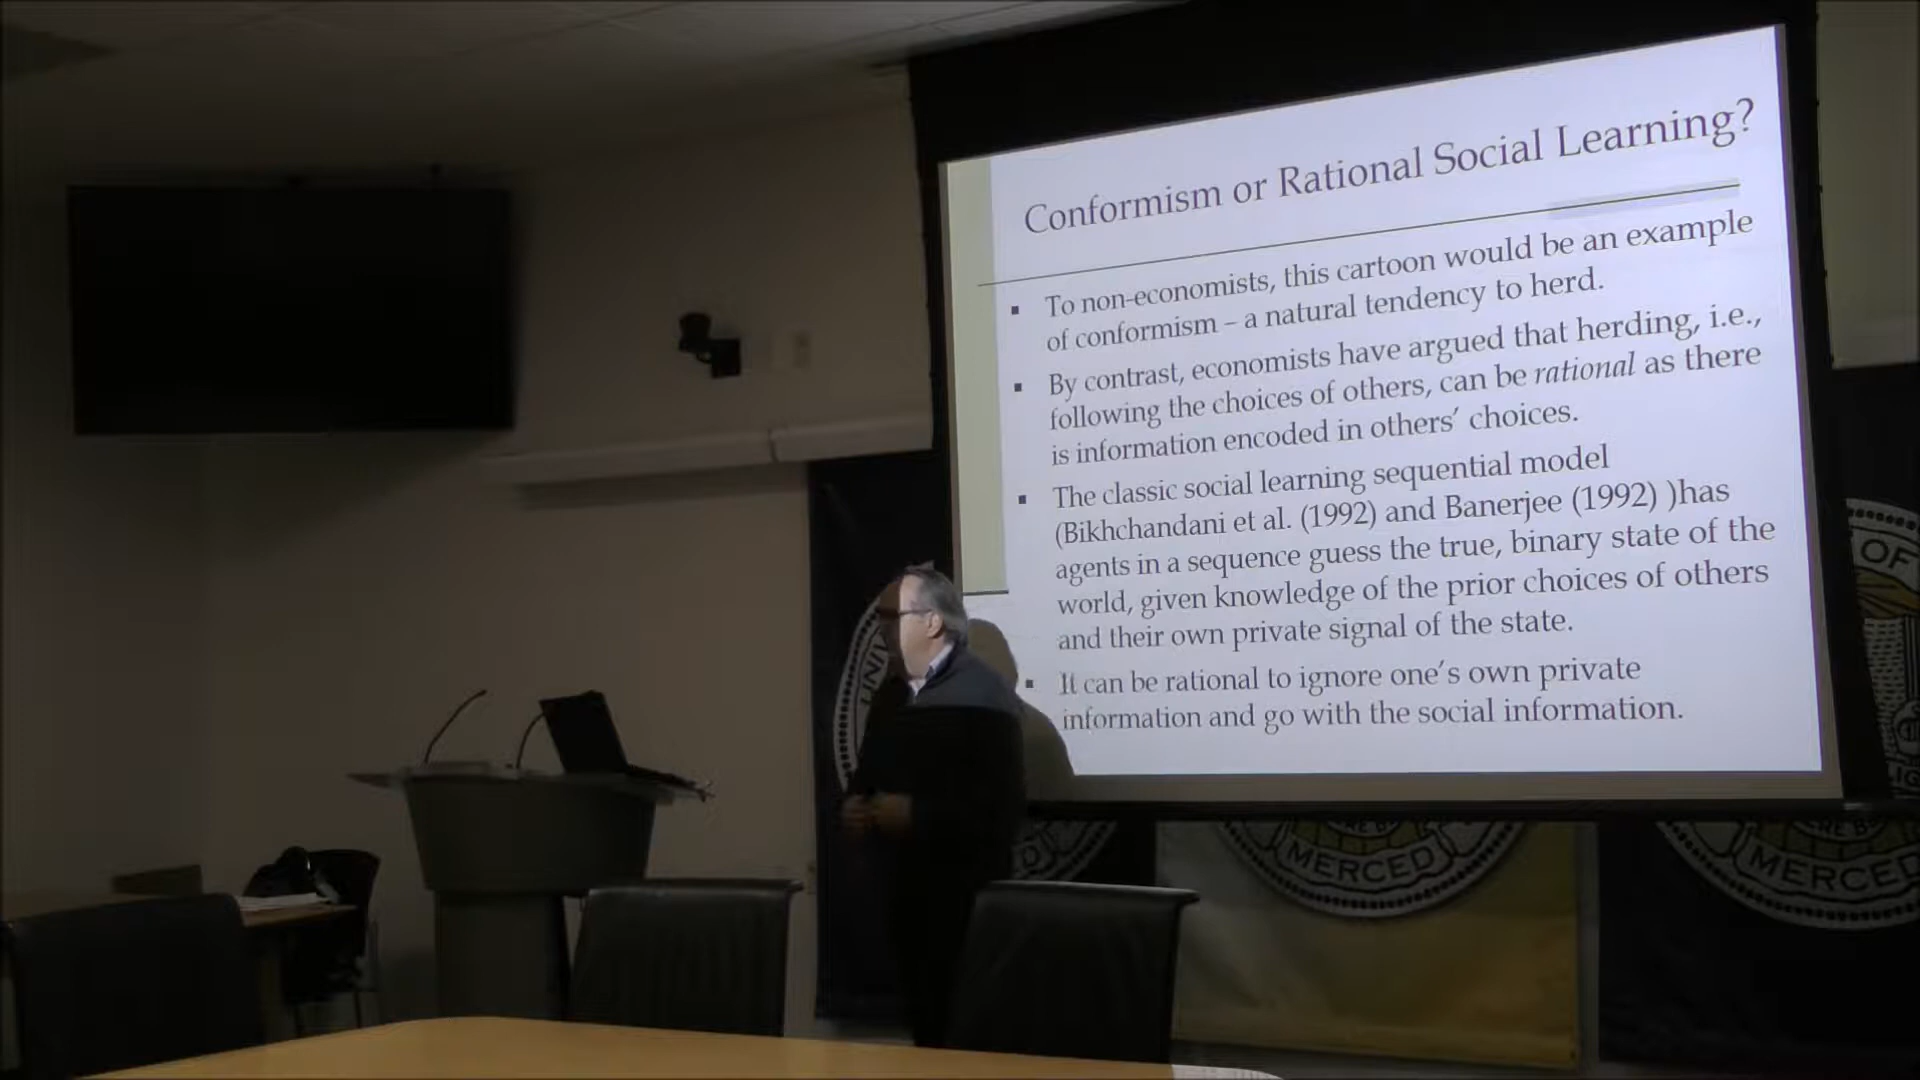 Conformism or Rational Social Learning?
▪ To non-economists, this cartoon would be an example
of conformism – a natural tendency to herd.
▪ By contrast, economists have argued that herding, i.e.,
following the choices of others, can be rational as there
is information encoded in others' choices.
▪ The classic social learning sequential model
(Bikhchandani et al. (1992) and Banerjee (1992) )has
agents in a sequence guess the true, binary state of the
world, given knowledge of the prior choices of others
and their own private signal of the state.
▪ It can be rational to ignore one's own private
information and go with the social information.
UNIV
OF
MERCED
MERCED